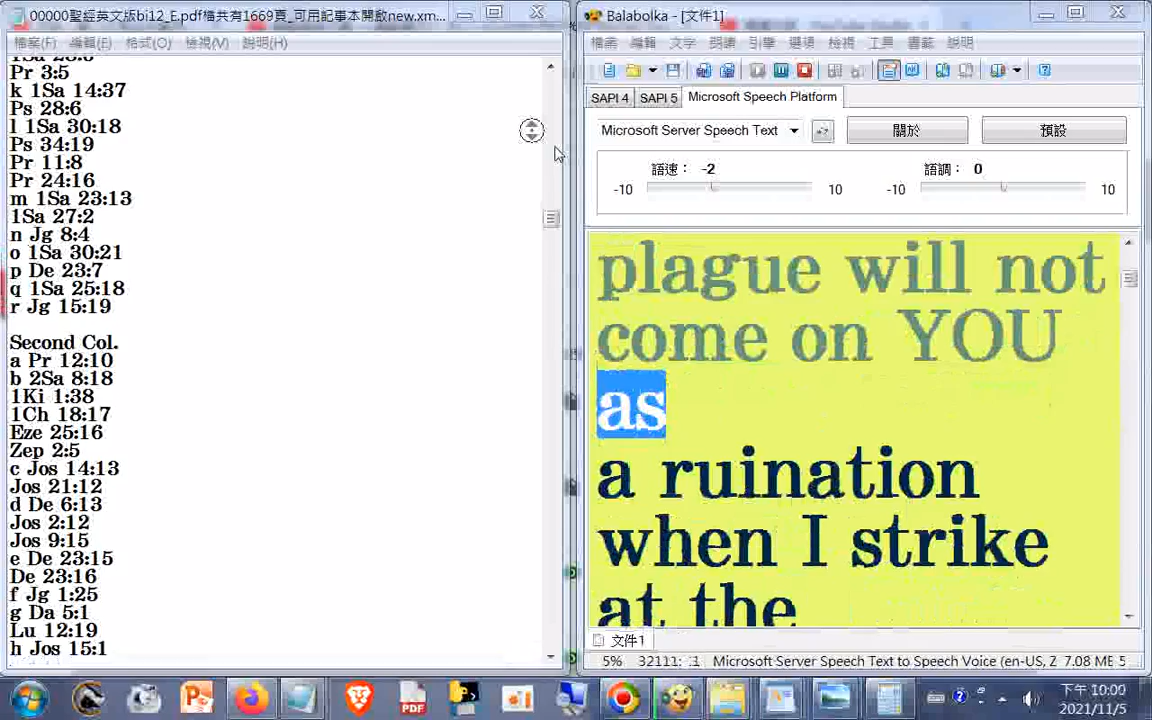 00000聖經英文版bi12_E.pdf檔共有1669頁_可用記事本開啟new.xm...
檔案(F) 編輯(E) 格式(O) 檢視(V) 說明(H)
Pr 3:5
k 1Sa 14:37
Ps 28:6
l 1Sa 30:18
Ps 34:19
Pr 11:8
Pr 24:16
m 1Sa 23:13
1Sa 27:2
n Jg 8:4
o 1Sa 30:21
p De 23:7
q 1Sa 25:18
r Jg 15:19
Second Col.
a Pr 12:10
b 2Sa 8:18
1Ki 1:38
1Ch 18:17
Eze 25:16
Zep 2:5
c Jos 14:13
Jos 21:12
d De 6:13
Jos 2:12
Jos 9:15
e De 23:15
De 23:16
f Jg 1:25
g Da 5:1
Lu 12:19
h Jos 15:1
Balabolka - [文件1]
檔案 編輯 文字 朗讀 引擎 選項 檢視 工具 書籤 說明
SAPI 4 SAPI 5 Microsoft Speech Platform
Microsoft Server Speech Text 關於 預設
語速： -2 語調： 0
-10 10 -10 10
plague will not
come on YOU
as
a ruination
when I strike
at the
文件1
5% 32111: .1 Microsoft Server Speech Text to Speech Voice (en-US, Z 7.08 MB 5
PDF
下午 10:00
2021/11/5